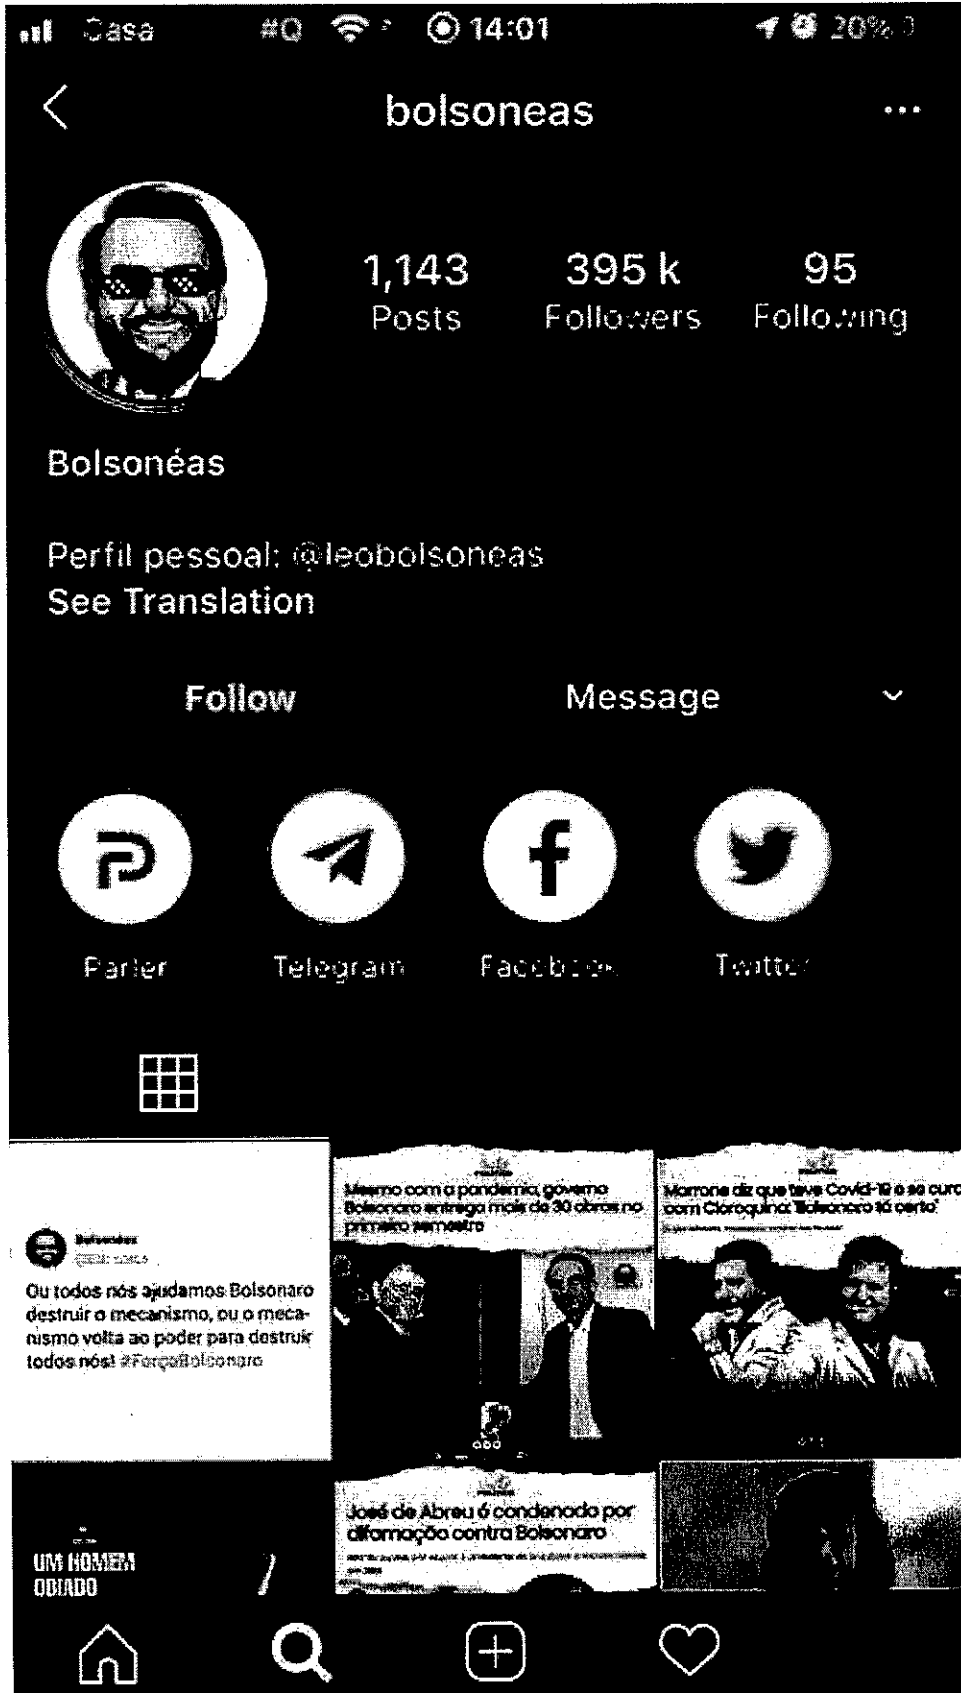 Casa #Q 14:01 20%
bolsoneas
1,143 395 k 95
Posts Followers Following
Bolsonéas
Perfil pessoal: @leobolsoneas
See Translation
Follow Message
Parler Telegram Facebook Twitter
Bolsonéas
Ou todos nós ajudamos Bolsonaro
destruir o mecanismo, ou o meca-
nismo volta ao poder para destruir
todos nós! #ForçaBolsonaro
Mesmo com a pandemia, governo
Bolsonaro entrega mais de 30 obras no
primeiro semestre
Marrone diz que teve Covid-19 e se cura
com Cloroquina: "Bolsonaro tá certo"
UM HOMEM
ODIADO
José de Abreu é condenado por
difamação contra Bolsonaro